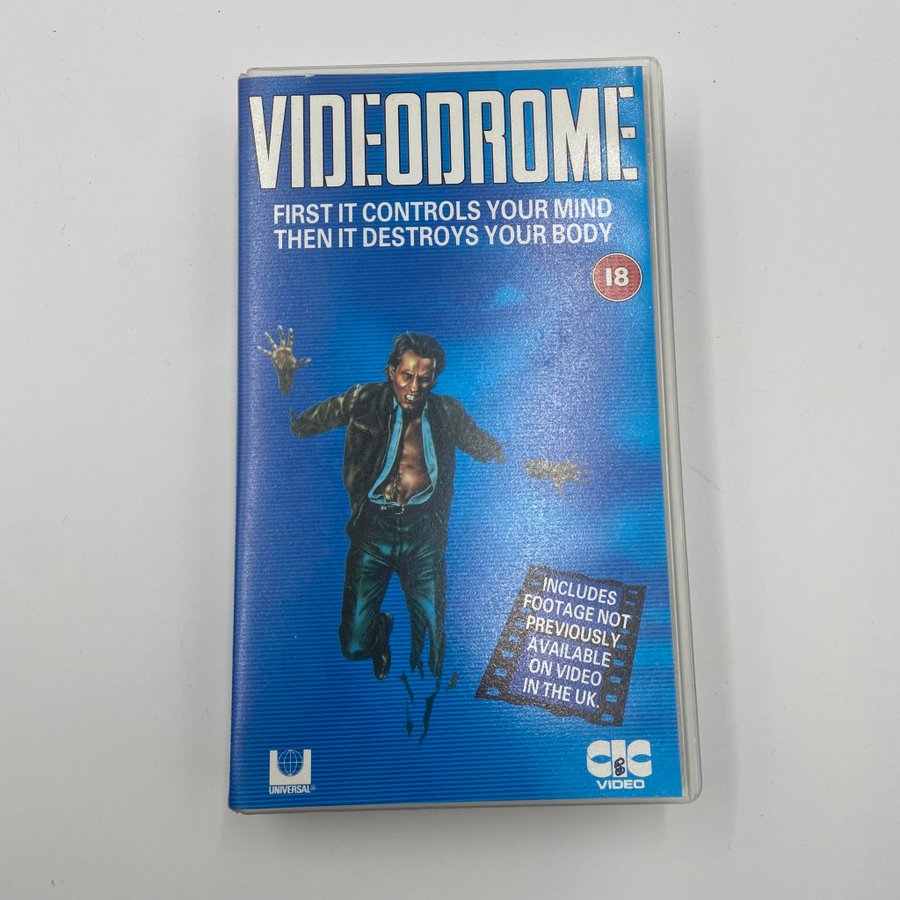 VIDEODROME
FIRST IT CONTROLS YOUR MIND
THEN IT DESTROYS YOUR BODY
18
INCLUDES
FOOTAGE NOT
PREVIOUSLY
AVAILABLE
ON VIDEO
IN THE UK.
UNIVERSAL®
CIC
VIDEO